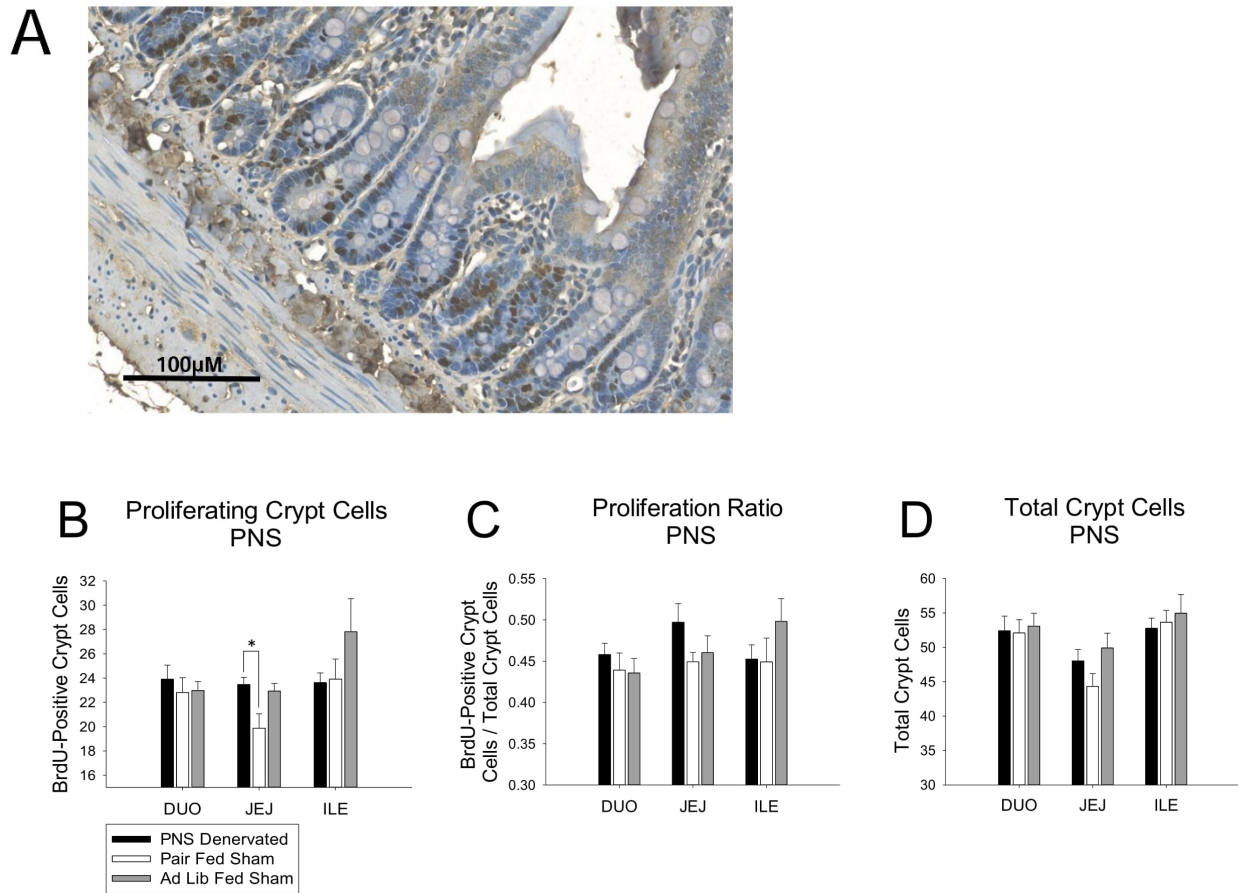 A
100µM
B
Proliferating Crypt Cells
PNS
BrdU-Positive Crypt Cells
32
30
28
26
24
22
20
18
16
*
DUO JEJ ILE
PNS Denervated
Pair Fed Sham
Ad Lib Fed Sham
C
Proliferation Ratio
PNS
BrdU-Positive Crypt
Cells / Total Crypt Cells
0.55
0.50
0.45
0.40
0.35
0.30
DUO JEJ ILE
D
Total Crypt Cells
PNS
Total Crypt Cells
60
55
50
45
40
35
30
DUO JEJ ILE